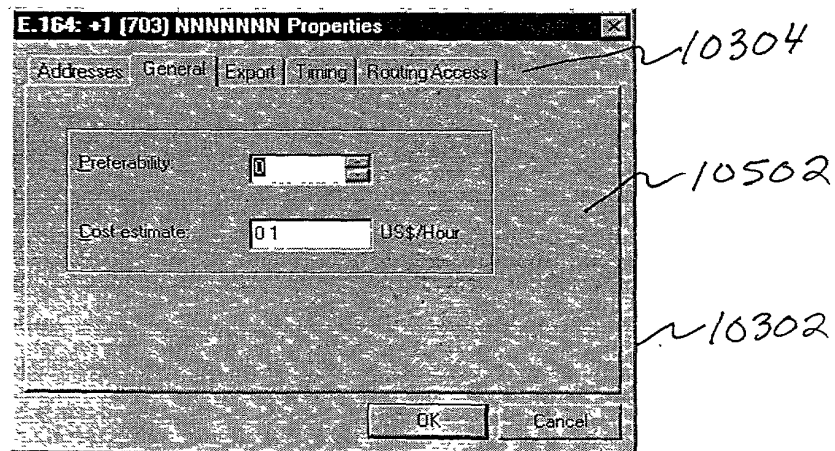 E.164: +1 (703) NNNNNNN Properties
10304
Addresses General Export Timing Routing Access
Preferability:
0
10502
Cost estimate: 0.1 US$/Hour
10302
OK Cancel